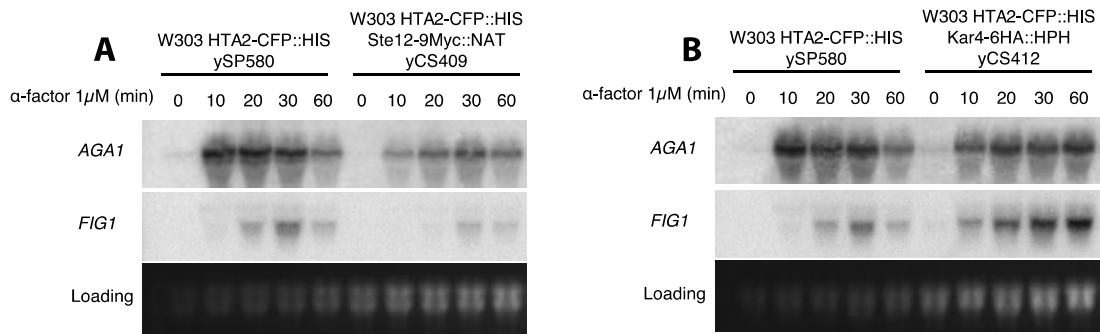 A
W303 HTA2-CFP::HIS
ySP580
W303 HTA2-CFP::HIS
Ste12-9Myc::NAT
yCS409
α-factor 1µM (min) 0 10 20 30 60 0 10 20 30 60
AGA1
FIG1
Loading
B
W303 HTA2-CFP::HIS
ySP580
W303 HTA2-CFP::HIS
Kar4-6HA::HPH
yCS412
α-factor 1µM (min) 0 10 20 30 60 0 10 20 30 60
AGA1
FIG1
Loading